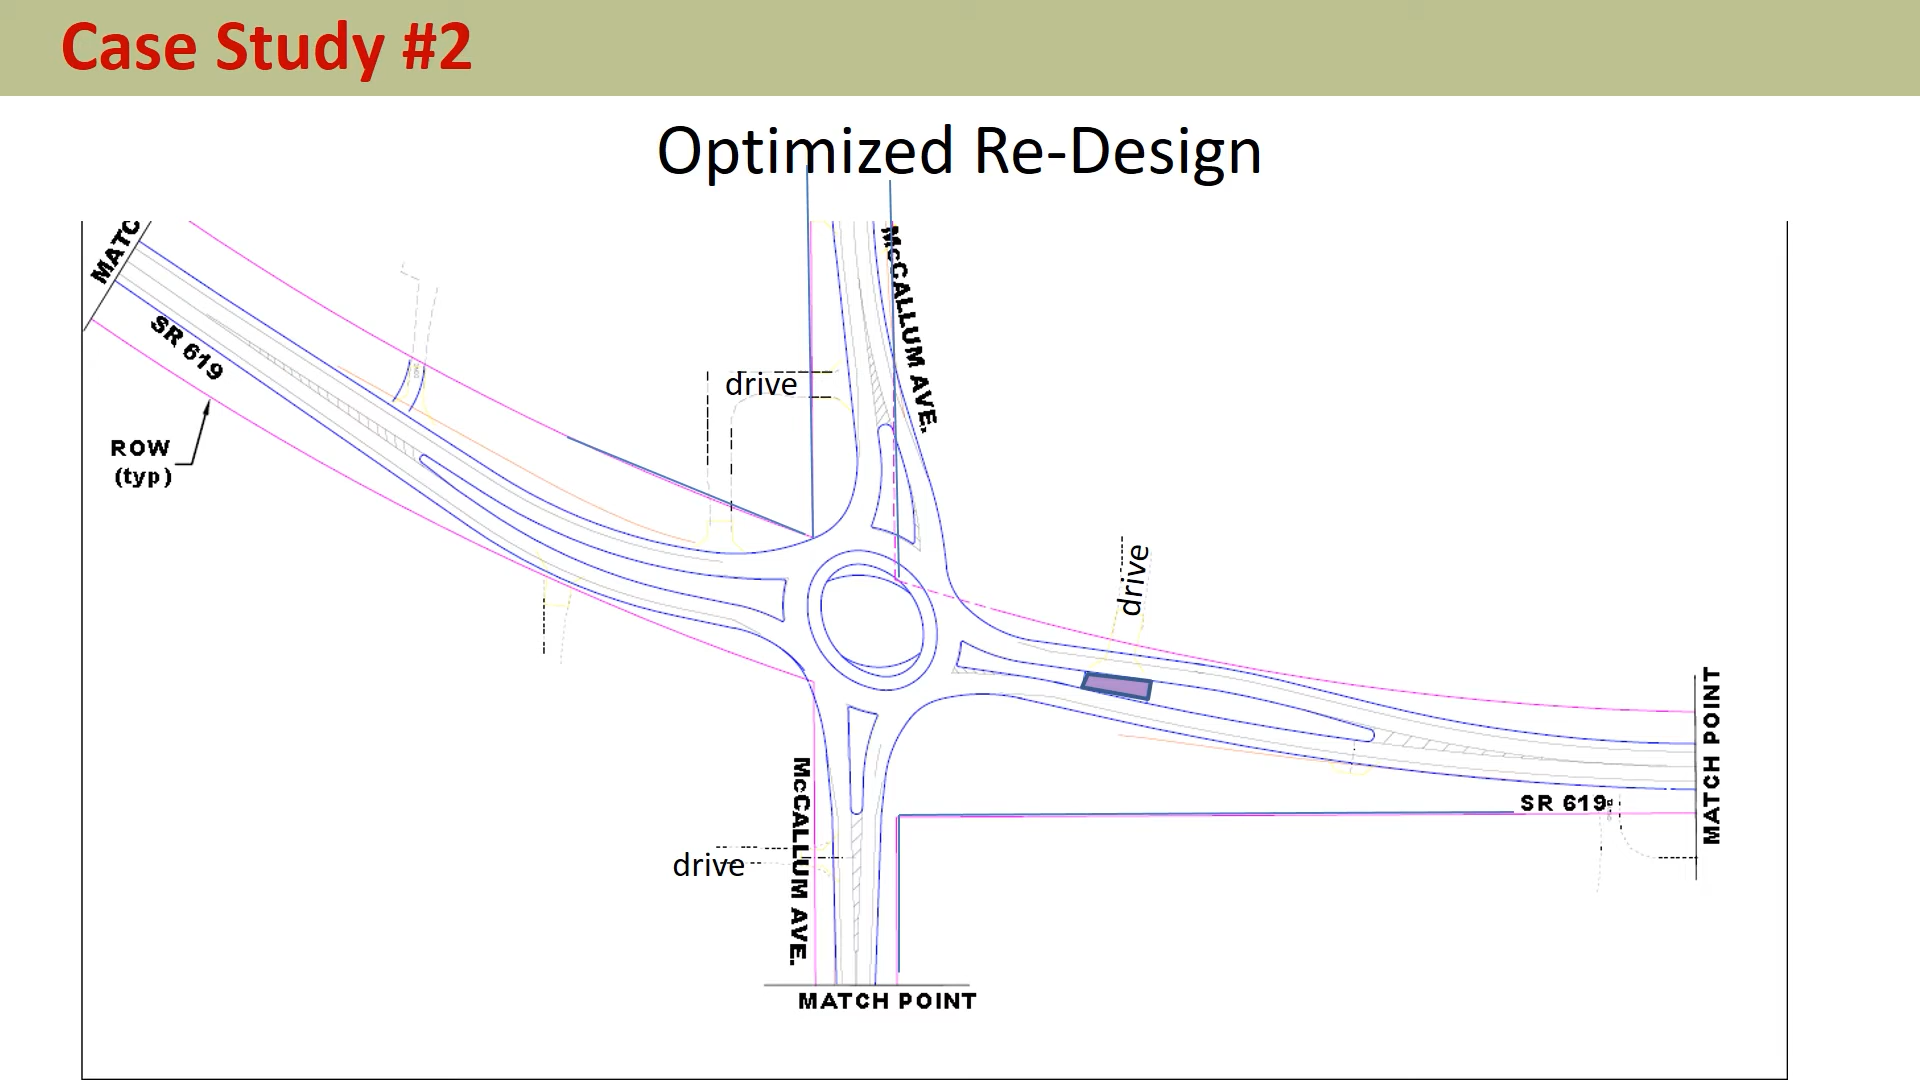 Case Study #2
Optimized Re-Design
MATC
SR 619
ROW
(typ)
drive
McCALLUM AVE.
drive
drive
McCALLUM AVE.
SR 619
MATCH POINT
MATCH POINT